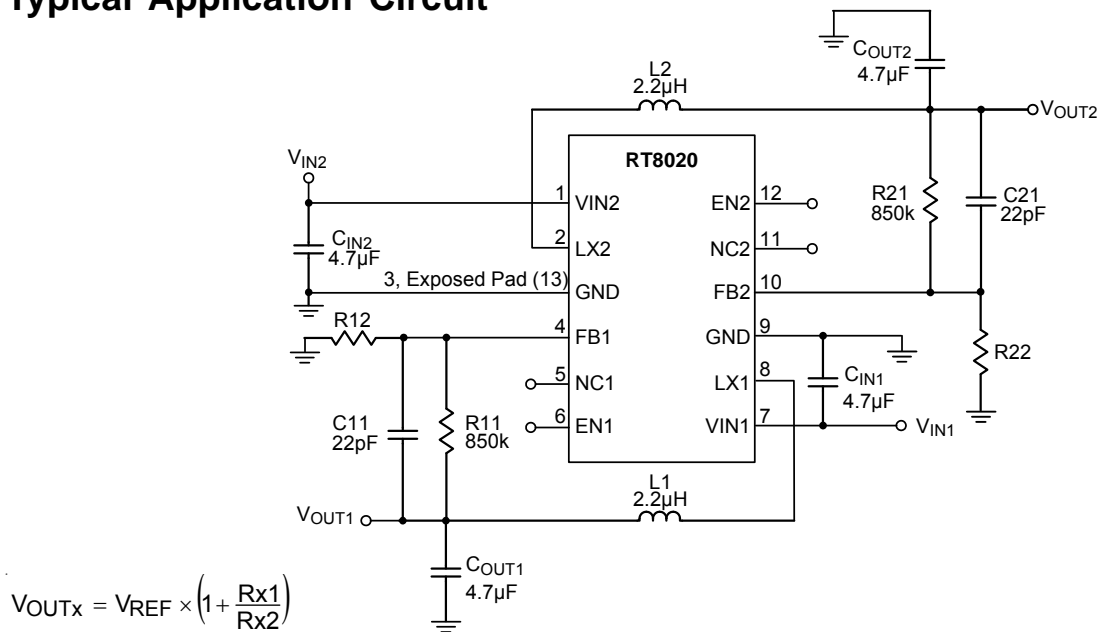 Typical Application Circuit
COUT2
4.7µF
L2
2.2µH
VOUT2
VIN2
RT8020
1
VIN2
EN2
12
R21
850k
C21
22pF
CIN2
4.7µF
2
LX2
NC2
11
3, Exposed Pad (13)
GND
FB2
10
R12
4
FB1
GND
9
R22
5
NC1
LX1
8
CIN1
4.7µF
C11
22pF
R11
850k
6
EN1
VIN1
7
VIN1
L1
2.2µH
VOUT1
COUT1
4.7µF
VOUTx = VREF × (1 + Rx1/Rx2)